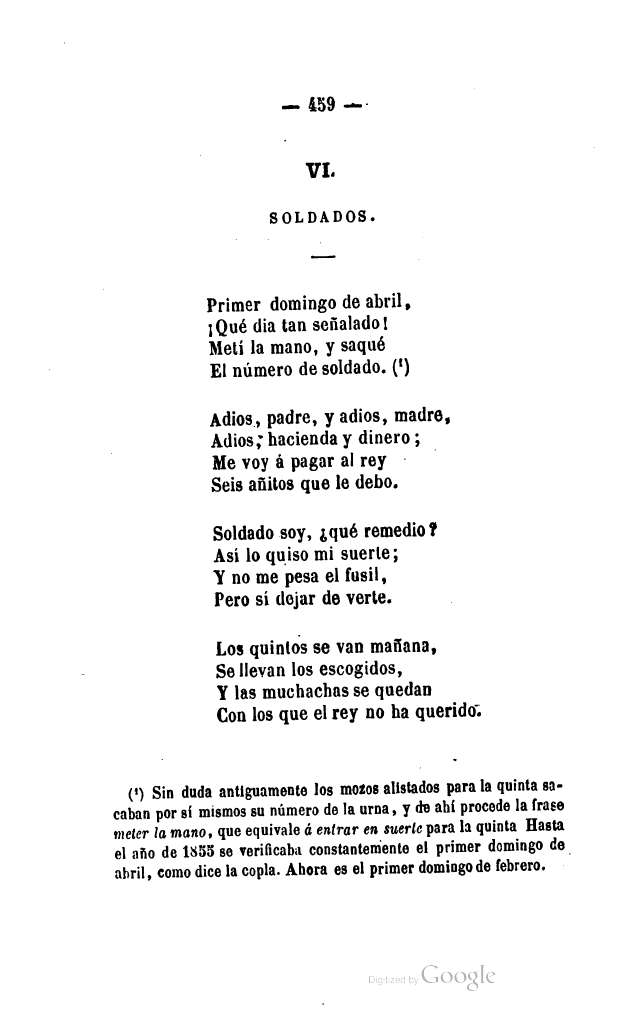 — 459 —
VI.
SOLDADOS.
Primer domingo de abril,
¡Qué dia tan señalado!
Metí la mano, y saqué
El número de soldado. (¹)
Adios, padre, y adios, madre,
Adios, hacienda y dinero;
Me voy á pagar al rey
Seis añitos que le debo.
Soldado soy, ¿qué remedio?
Así lo quiso mi suerte;
Y no me pesa el fusil,
Pero sí dejar de verte.
Los quintos se van mañana,
Se llevan los escogidos,
Y las muchachas se quedan
Con los que el rey no ha querido.
(¹) Sin duda antiguamente los mozos alistados para la quinta sa-
caban por sí mismos su número de la urna, y de ahí procede la frase
meter la mano, que equivale á entrar en suerte para la quinta Hasta
el año de 1855 se verificaba constantemente el primer domingo de
abril, como dice la copla. Ahora es el primer domingo de febrero.
Digitized by Google